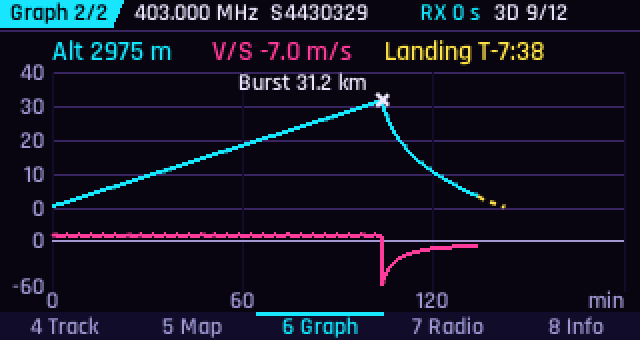 Graph 2/2 403.000 MHz S4430329 RX 0 s 3D 9/12
Alt 2975 m V/S -7.0 m/s Landing T-7:38
Burst 31.2 km
40
30
20
10
0
0
-60
0 60 120 min
4 Track 5 Map 6 Graph 7 Radio 8 Info